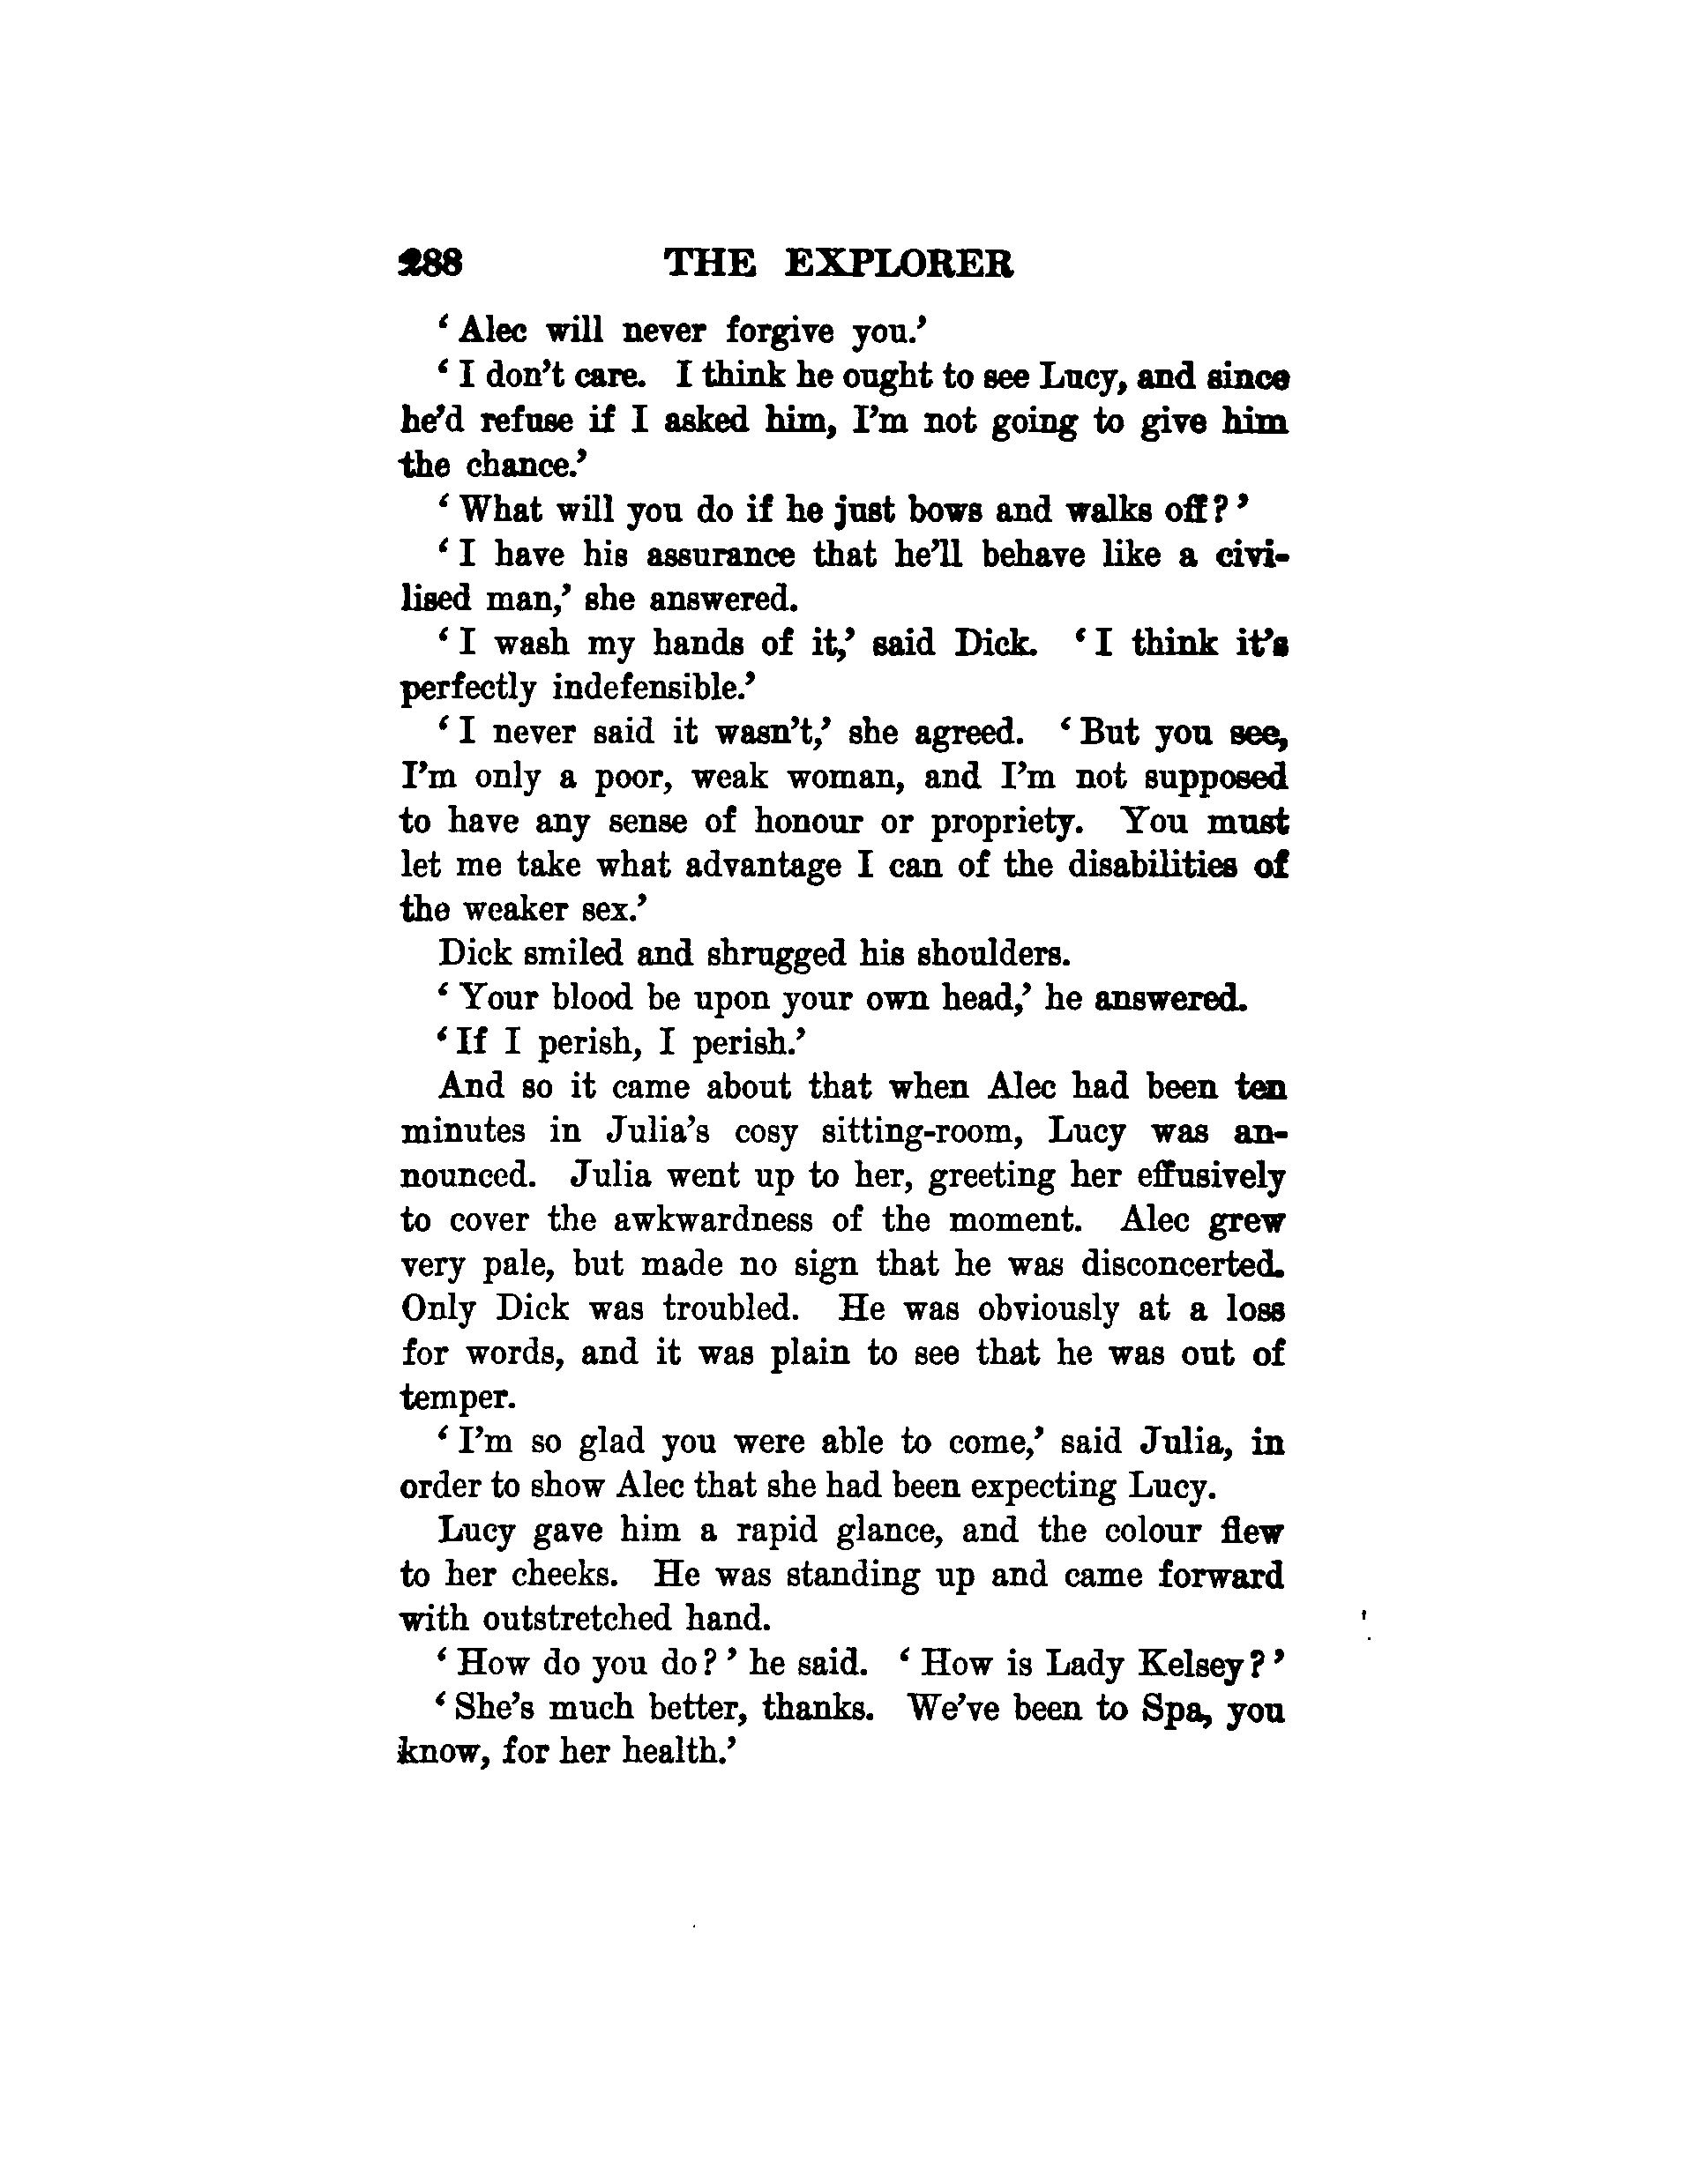 288 THE EXPLORER
‘Alec will never forgive you.’
‘I don’t care. I think he ought to see Lucy, and since
he’d refuse if I asked him, I’m not going to give him
the chance.’
‘What will you do if he just bows and walks off?’
‘I have his assurance that he’ll behave like a civi-
lised man,’ she answered.
‘I wash my hands of it,’ said Dick. ‘I think it’s
perfectly indefensible.’
‘I never said it wasn’t,’ she agreed. ‘But you see,
I’m only a poor, weak woman, and I’m not supposed
to have any sense of honour or propriety. You must
let me take what advantage I can of the disabilities of
the weaker sex.’
Dick smiled and shrugged his shoulders.
‘Your blood be upon your own head,’ he answered.
‘If I perish, I perish.’
And so it came about that when Alec had been ten
minutes in Julia’s cosy sitting-room, Lucy was an-
nounced. Julia went up to her, greeting her effusively
to cover the awkwardness of the moment. Alec grew
very pale, but made no sign that he was disconcerted.
Only Dick was troubled. He was obviously at a loss
for words, and it was plain to see that he was out of
temper.
‘I’m so glad you were able to come,’ said Julia, in
order to show Alec that she had been expecting Lucy.
Lucy gave him a rapid glance, and the colour flew
to her cheeks. He was standing up and came forward
with outstretched hand.
‘How do you do?’ he said. ‘How is Lady Kelsey?’
‘She’s much better, thanks. We’ve been to Spa, you
know, for her health.’